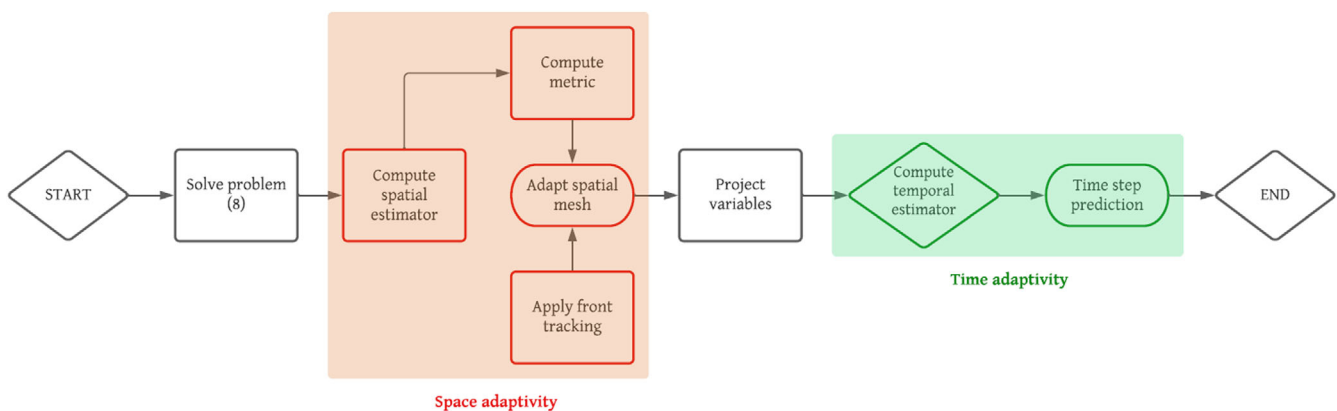 START
Solve problem
(8)
Compute
spatial
estimator
Compute
metric
Adapt spatial
mesh
Apply front
tracking
Space adaptivity
Project
variables
Compute
temporal
estimator
Time step
prediction
Time adaptivity
END